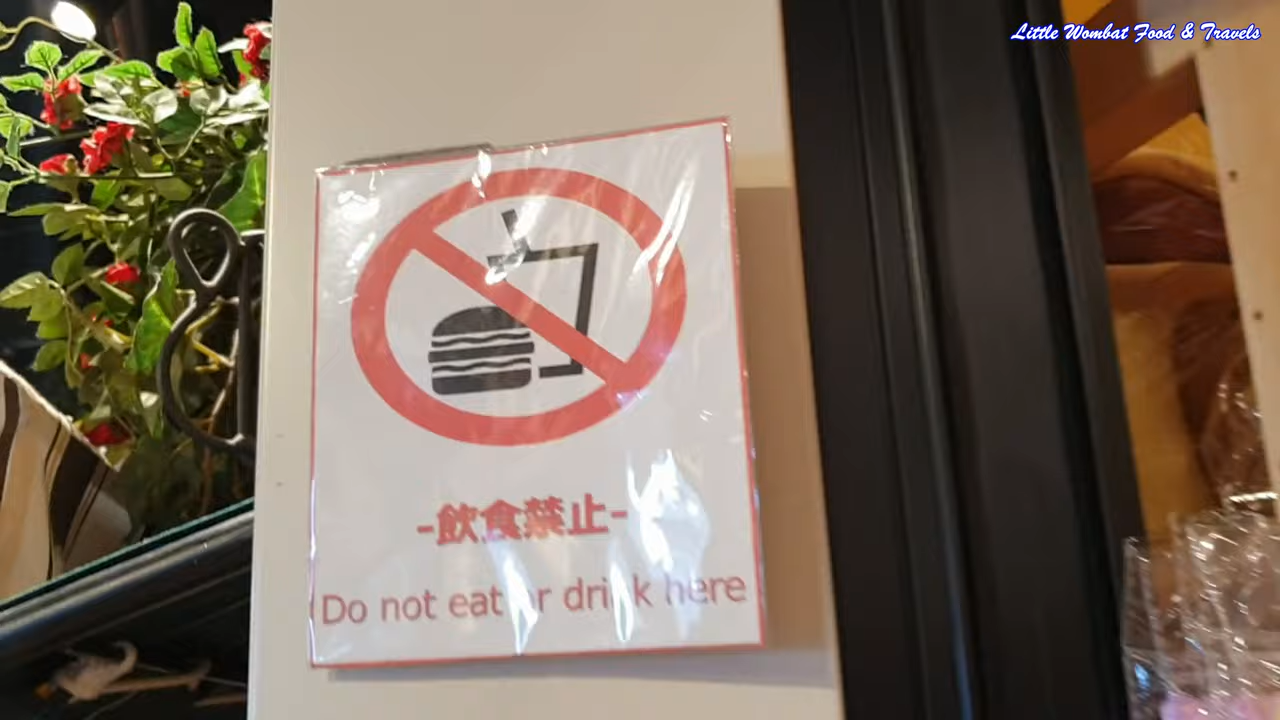 Little Wombat Food & Travels
-飲食禁止-
Do not eat or drink here